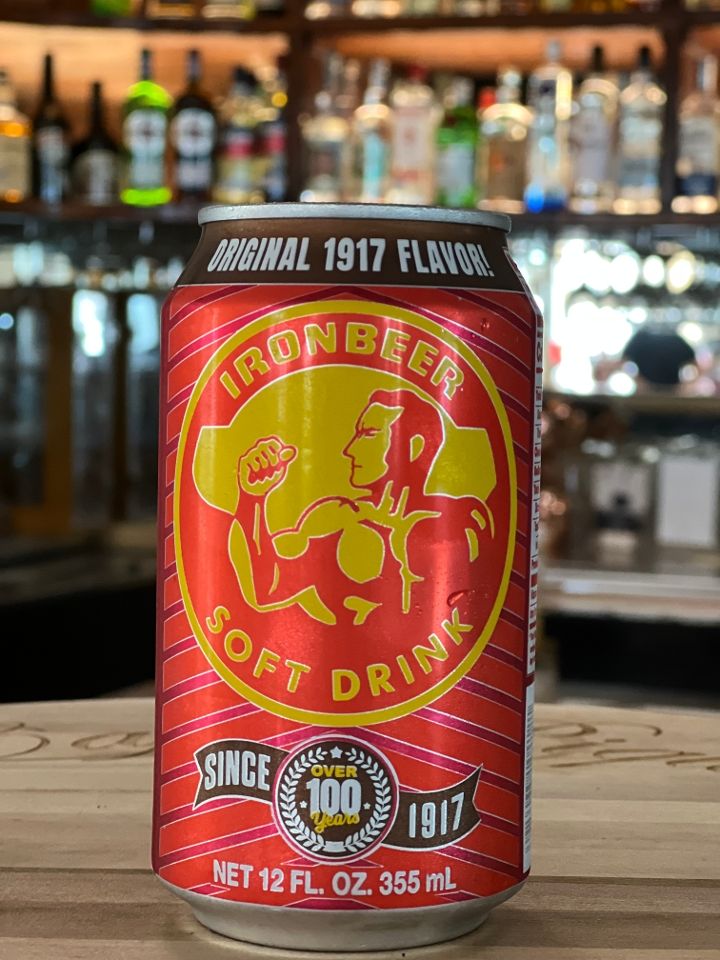 ORIGINAL 1917 FLAVOR!
IRONBEER
SOFT DRINK
SINCE
OVER
100
Years
1917
NET 12 FL. OZ. 355 mL